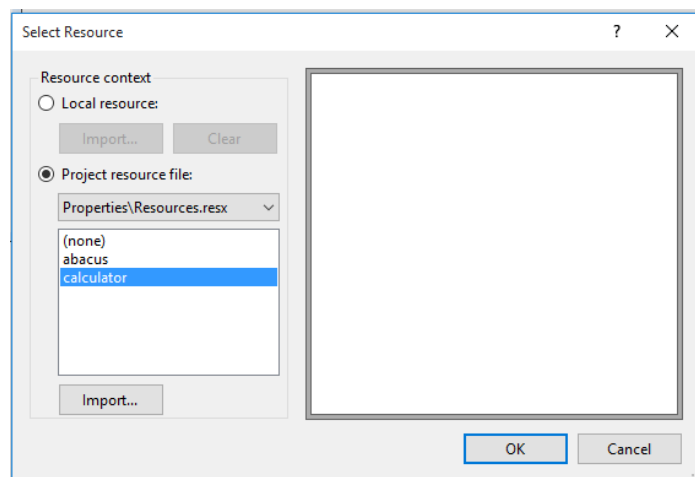 Select Resource
?
Resource context
Local resource:
Import...
Clear
Project resource file:
Properties\Resources.resx
(none)
abacus
calculator
Import...
OK
Cancel